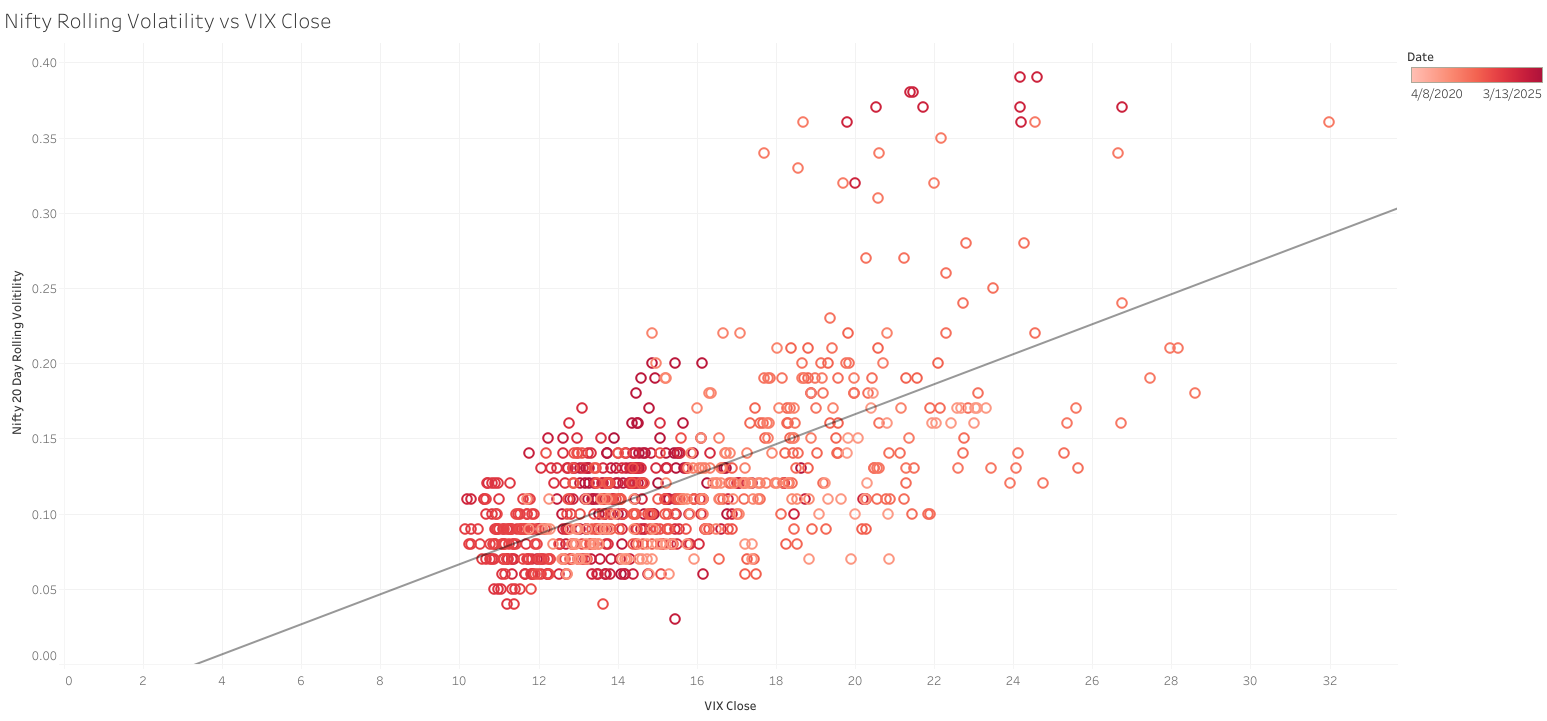 Nifty Rolling Volatility vs VIX Close
Date
4/8/2020 3/13/2025
Nifty 20 Day Rolling Volitility
0.40
0.35
0.30
0.25
0.20
0.15
0.10
0.05
0.00
0 2 4 6 8 10 12 14 16 18 20 22 24 26 28 30 32
VIX Close